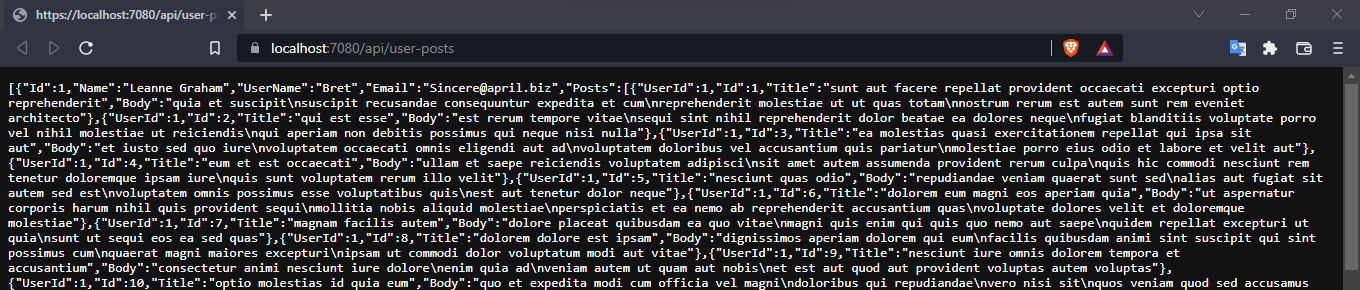 https://localhost:7080/api/user-p
localhost:7080/api/user-posts
[{"Id":1,"Name":"Leanne Graham","UserName":"Bret","Email":"Sincere@april.biz","Posts":[{"UserId":1,"Id":1,"Title":"sunt aut facere repellat provident occaecati excepturi optio
reprehenderit","Body":"quia et suscipit\nsuscipit recusandae consequuntur expedita et cum\nreprehenderit molestiae ut ut quas totam\nnostrum rerum est autem sunt rem eveniet
architecto"},{"UserId":1,"Id":2,"Title":"qui est esse","Body":"est rerum tempore vitae\nsequi sint nihil reprehenderit dolor beatae ea dolores neque\nfugiat blanditiis voluptate porro
vel nihil molestiae ut reiciendis\nqui aperiam non debitis possimus qui neque nisi nulla"},{"UserId":1,"Id":3,"Title":"ea molestias quasi exercitationem repellat qui ipsa sit
aut","Body":"et iusto sed quo iure\nvoluptatem occaecati omnis eligendi aut ad\nvoluptatem doloribus vel accusantium quis pariatur\nmolestiae porro eius odio et labore et velit aut"},
{"UserId":1,"Id":4,"Title":"eum et est occaecati","Body":"ullam et saepe reiciendis voluptatem adipisci\nsit amet autem assumenda provident rerum culpa\nquis hic commodi nesciunt rem
tenetur doloremque ipsam iure\nquis sunt voluptatem rerum illo velit"},{"UserId":1,"Id":5,"Title":"nesciunt quas odio","Body":"repudiandae veniam quaerat sunt sed\nalias aut fugiat sit
autem sed est\nvoluptatem omnis possimus esse voluptatibus quis\nest aut tenetur dolor neque"},{"UserId":1,"Id":6,"Title":"dolorem eum magni eos aperiam quia","Body":"ut aspernatur
corporis harum nihil quis provident sequi\nmollitia nobis aliquid molestiae\nperspiciatis et ea nemo ab reprehenderit accusantium quas\nvoluptate dolores velit et doloremque
molestiae"},{"UserId":1,"Id":7,"Title":"magnam facilis autem","Body":"dolore placeat quibusdam ea quo vitae\nmagni quis enim qui quis quo nemo aut saepe\nquidem repellat excepturi ut
quia\nsunt ut sequi eos ea sed quas"},{"UserId":1,"Id":8,"Title":"dolorem dolore est ipsam","Body":"dignissimos aperiam dolorem qui eum\nfacilis quibusdam animi sint suscipit qui sint
possimus cum\nquaerat magni maiores excepturi\nipsam ut commodi dolor voluptatum modi aut vitae"},{"UserId":1,"Id":9,"Title":"nesciunt iure omnis dolorem tempora et
accusantium","Body":"consectetur animi nesciunt iure dolore\nenim quia ad\nveniam autem ut quam aut nobis\net est aut quod aut provident voluptas autem voluptas"},
{"UserId":1,"Id":10,"Title":"optio molestias id quia eum","Body":"quo et expedita modi cum officia vel magni\ndoloribus qui repudiandae\nvero nisi sit\nquos veniam quod sed accusamus